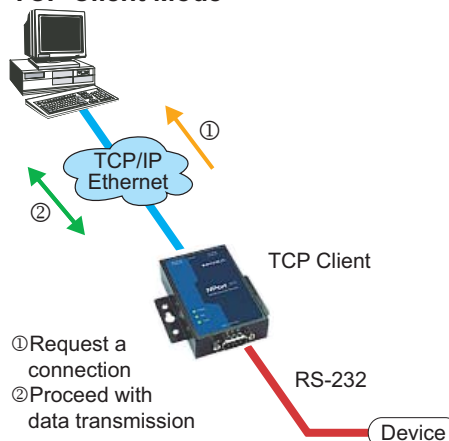 TCP Client Mode
①
TCP/IP
Ethernet
②
TCP Client
NPort
①Request a
connection
②Proceed with
data transmission
RS-232
Device